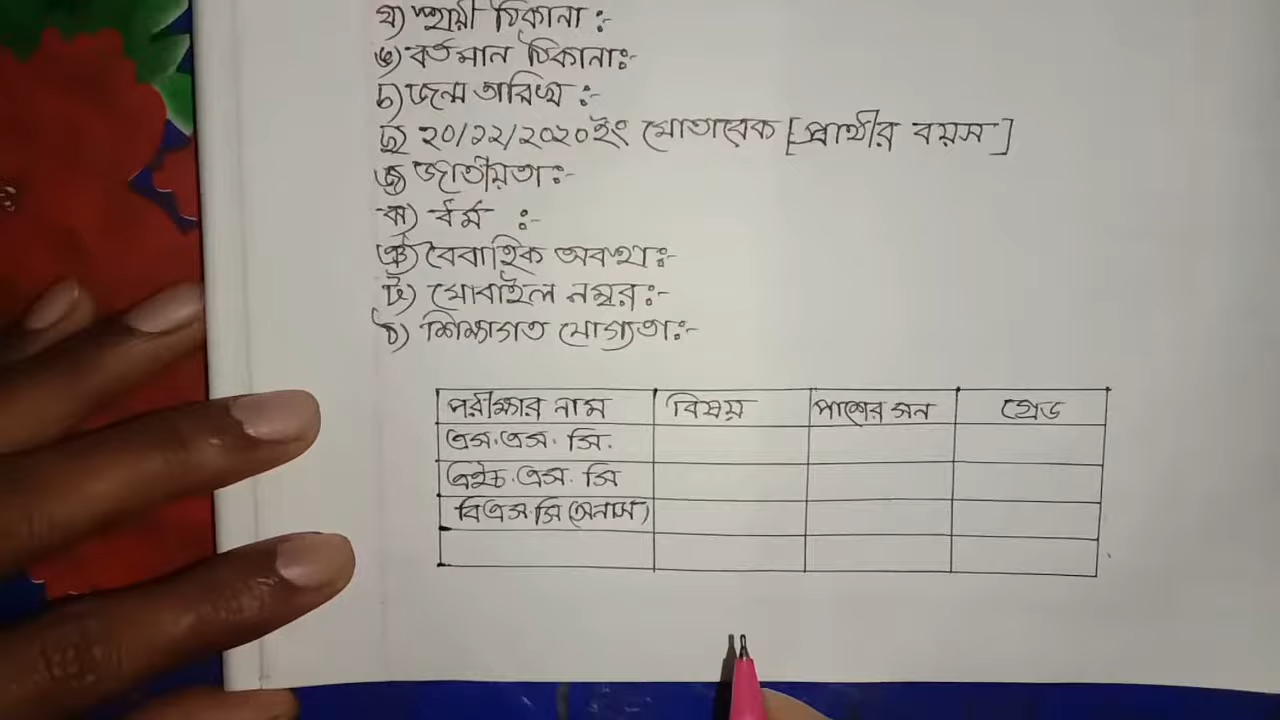 ঘ) স্থায়ী ঠিকানা :-
ঙ) বর্তমান ঠিকানাঃ-
চ) জন্ম তারিখ :-
ছ ২০/১২/২০২০ইং মোতাবেক [প্রার্থীর বয়স]
জ জাতীয়তাঃ-
ঝ) ধর্ম :-
ঞ) বৈবাহিক অবস্থাঃ-
ট) মোবাইল নম্বরঃ-
ঠ) শিক্ষাগত যোগ্যতাঃ-
পরীক্ষার নাম বিষয় পাশের সন গ্রেড
এস.এস. সি.
এইচ.এস. সি
বিএস.সি (অনার্স)